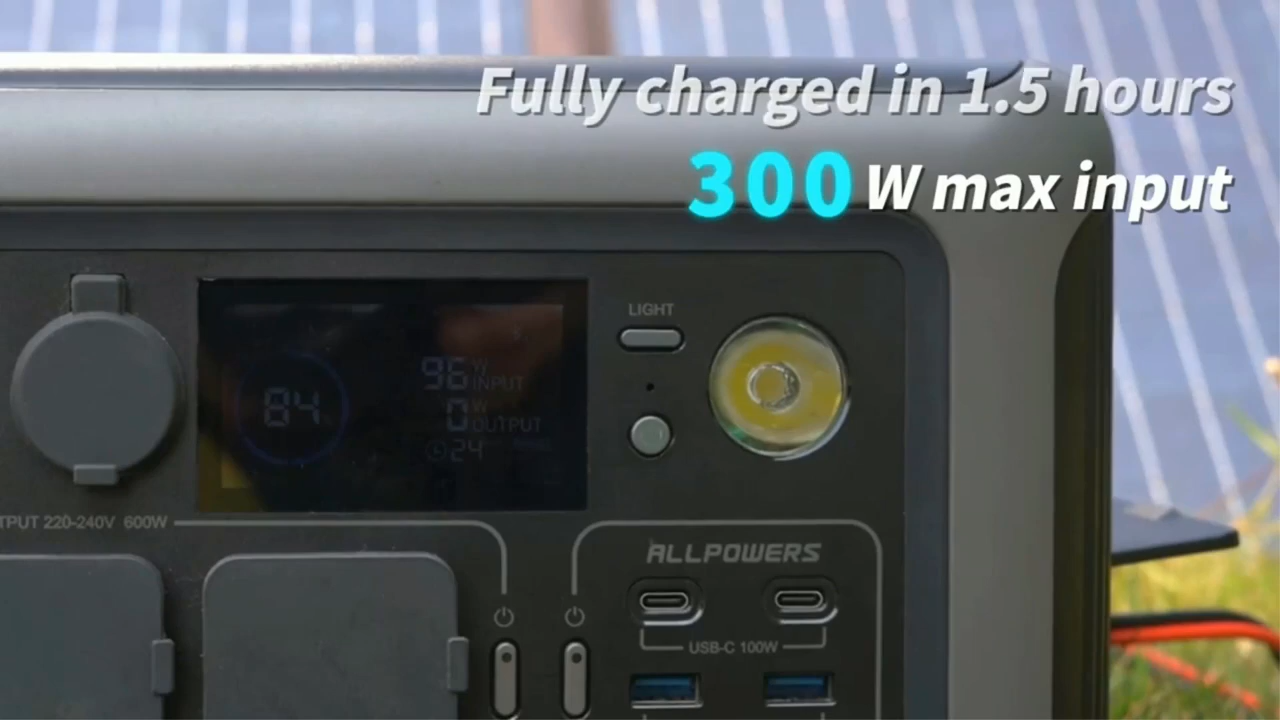 Fully charged in 1.5 hours
300 W max input
LIGHT
84
96 W INPUT
0 W OUTPUT
24
TPUT 220-240V 600W
ALLPOWERS
USB-C 100W